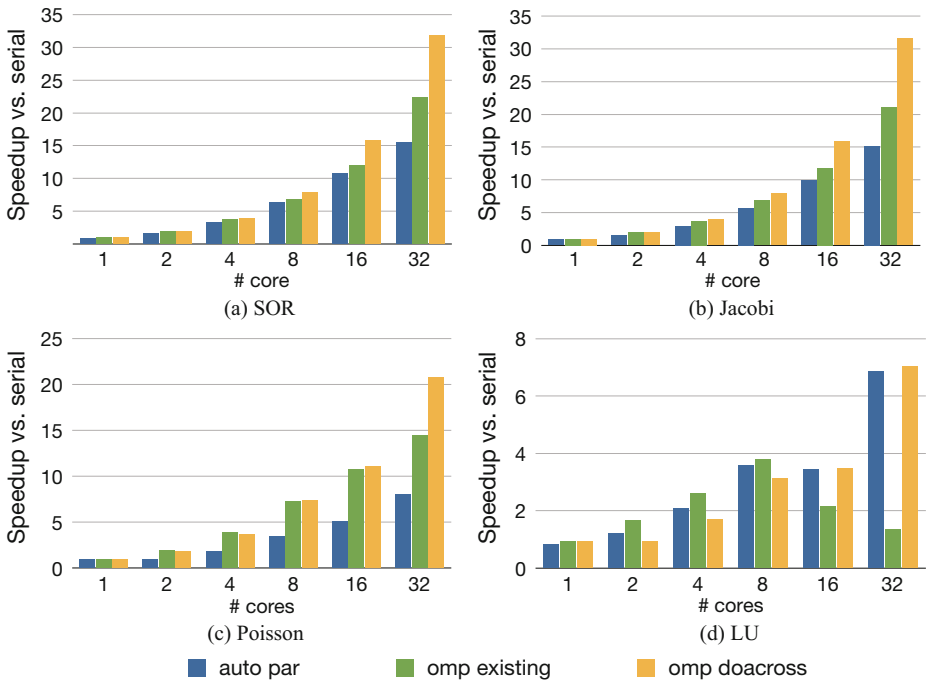 Speedup vs. serial
35
30
25
20
15
10
5
1 2 4 8 16 32
# core
(a) SOR
Speedup vs. serial
35
30
25
20
15
10
5
0
1 2 4 8 16 32
# core
(b) Jacobi
Speedup vs. serial
25
20
15
10
5
0
1 2 4 8 16 32
# cores
(c) Poisson
Speedup vs. serial
8
6
4
2
0
1 2 4 8 16 32
# cores
(d) LU
auto par omp existing omp doacross